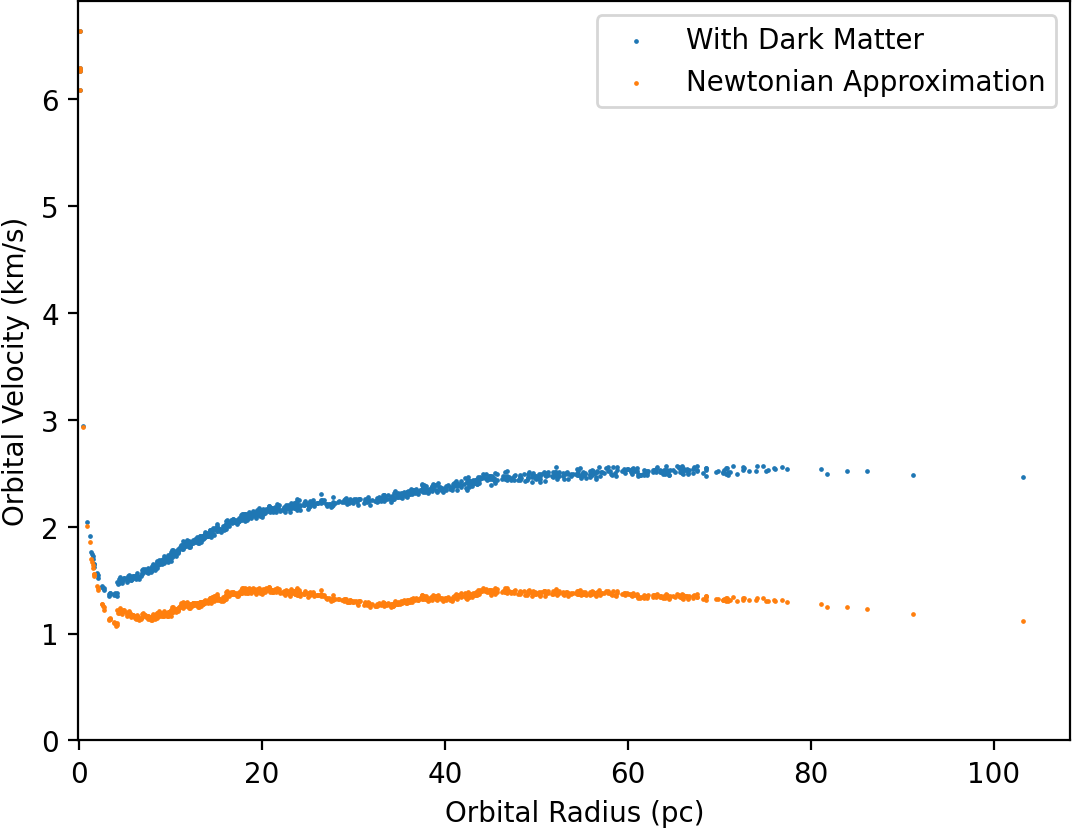 With Dark Matter
Newtonian Approximation
6
5
4
3
2
1
0
Orbital Velocity (km/s)
0 20 40 60 80 100
Orbital Radius (pc)